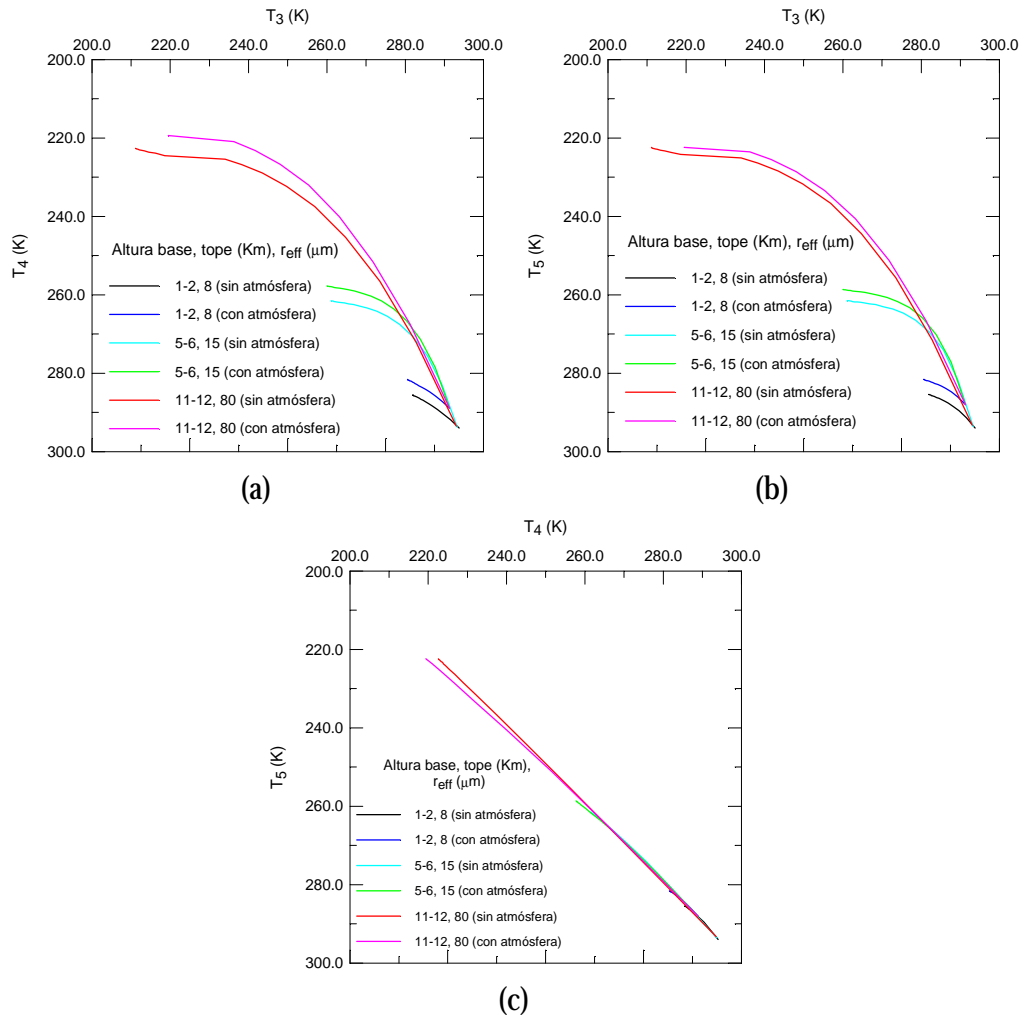 T3 (K)
200.0 220.0 240.0 260.0 280.0 300.0
200.0
220.0
240.0
260.0
280.0
300.0
T4 (K)
Altura base, tope (Km), reff (μm)
1-2, 8 (sin atmósfera)
1-2, 8 (con atmósfera)
5-6, 15 (sin atmósfera)
5-6, 15 (con atmósfera)
11-12, 80 (sin atmósfera)
11-12, 80 (con atmósfera)
(a)
T3 (K)
200.0 220.0 240.0 260.0 280.0 300.0
200.0
220.0
240.0
260.0
280.0
300.0
T5 (K)
Altura base, tope (Km), reff (μm)
1-2, 8 (sin atmósfera)
1-2, 8 (con atmósfera)
5-6, 15 (sin atmósfera)
5-6, 15 (con atmósfera)
11-12, 80 (sin atmósfera)
11-12, 80 (con atmósfera)
(b)
T4 (K)
200.0 220.0 240.0 260.0 280.0 300.0
200.0
220.0
240.0
260.0
280.0
300.0
T5 (K)
Altura base, tope (Km),
reff (μm)
1-2, 8 (sin atmósfera)
1-2, 8 (con atmósfera)
5-6, 15 (sin atmósfera)
5-6, 15 (con atmósfera)
11-12, 80 (sin atmósfera)
11-12, 80 (con atmósfera)
(c)